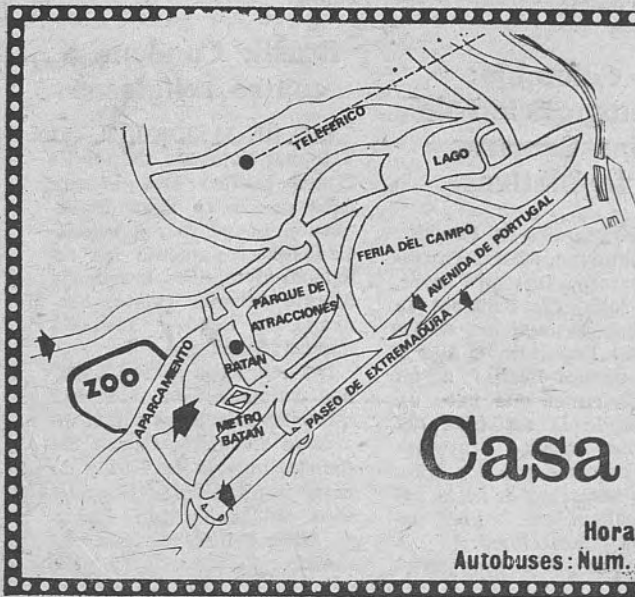 TELEFERICO
LAGO
FERIA DEL CAMPO
AVENIDA DE PORTUGAL
PARQUE DE
ATRACCIONES
BATAN
ZOO
APARCAMIENTO
PASEO DE EXTREMADURA
METRO
BATAN
Casa
Hora
Autobuses: Num.